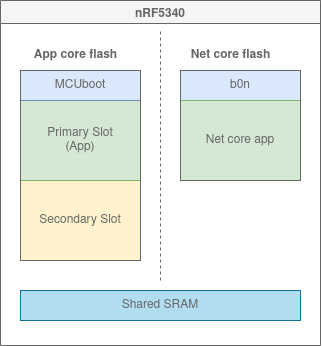 nRF5340
App core flash
Net core flash
MCUboot
b0n
Primary Slot
(App)
Net core app
Secondary Slot
Shared SRAM